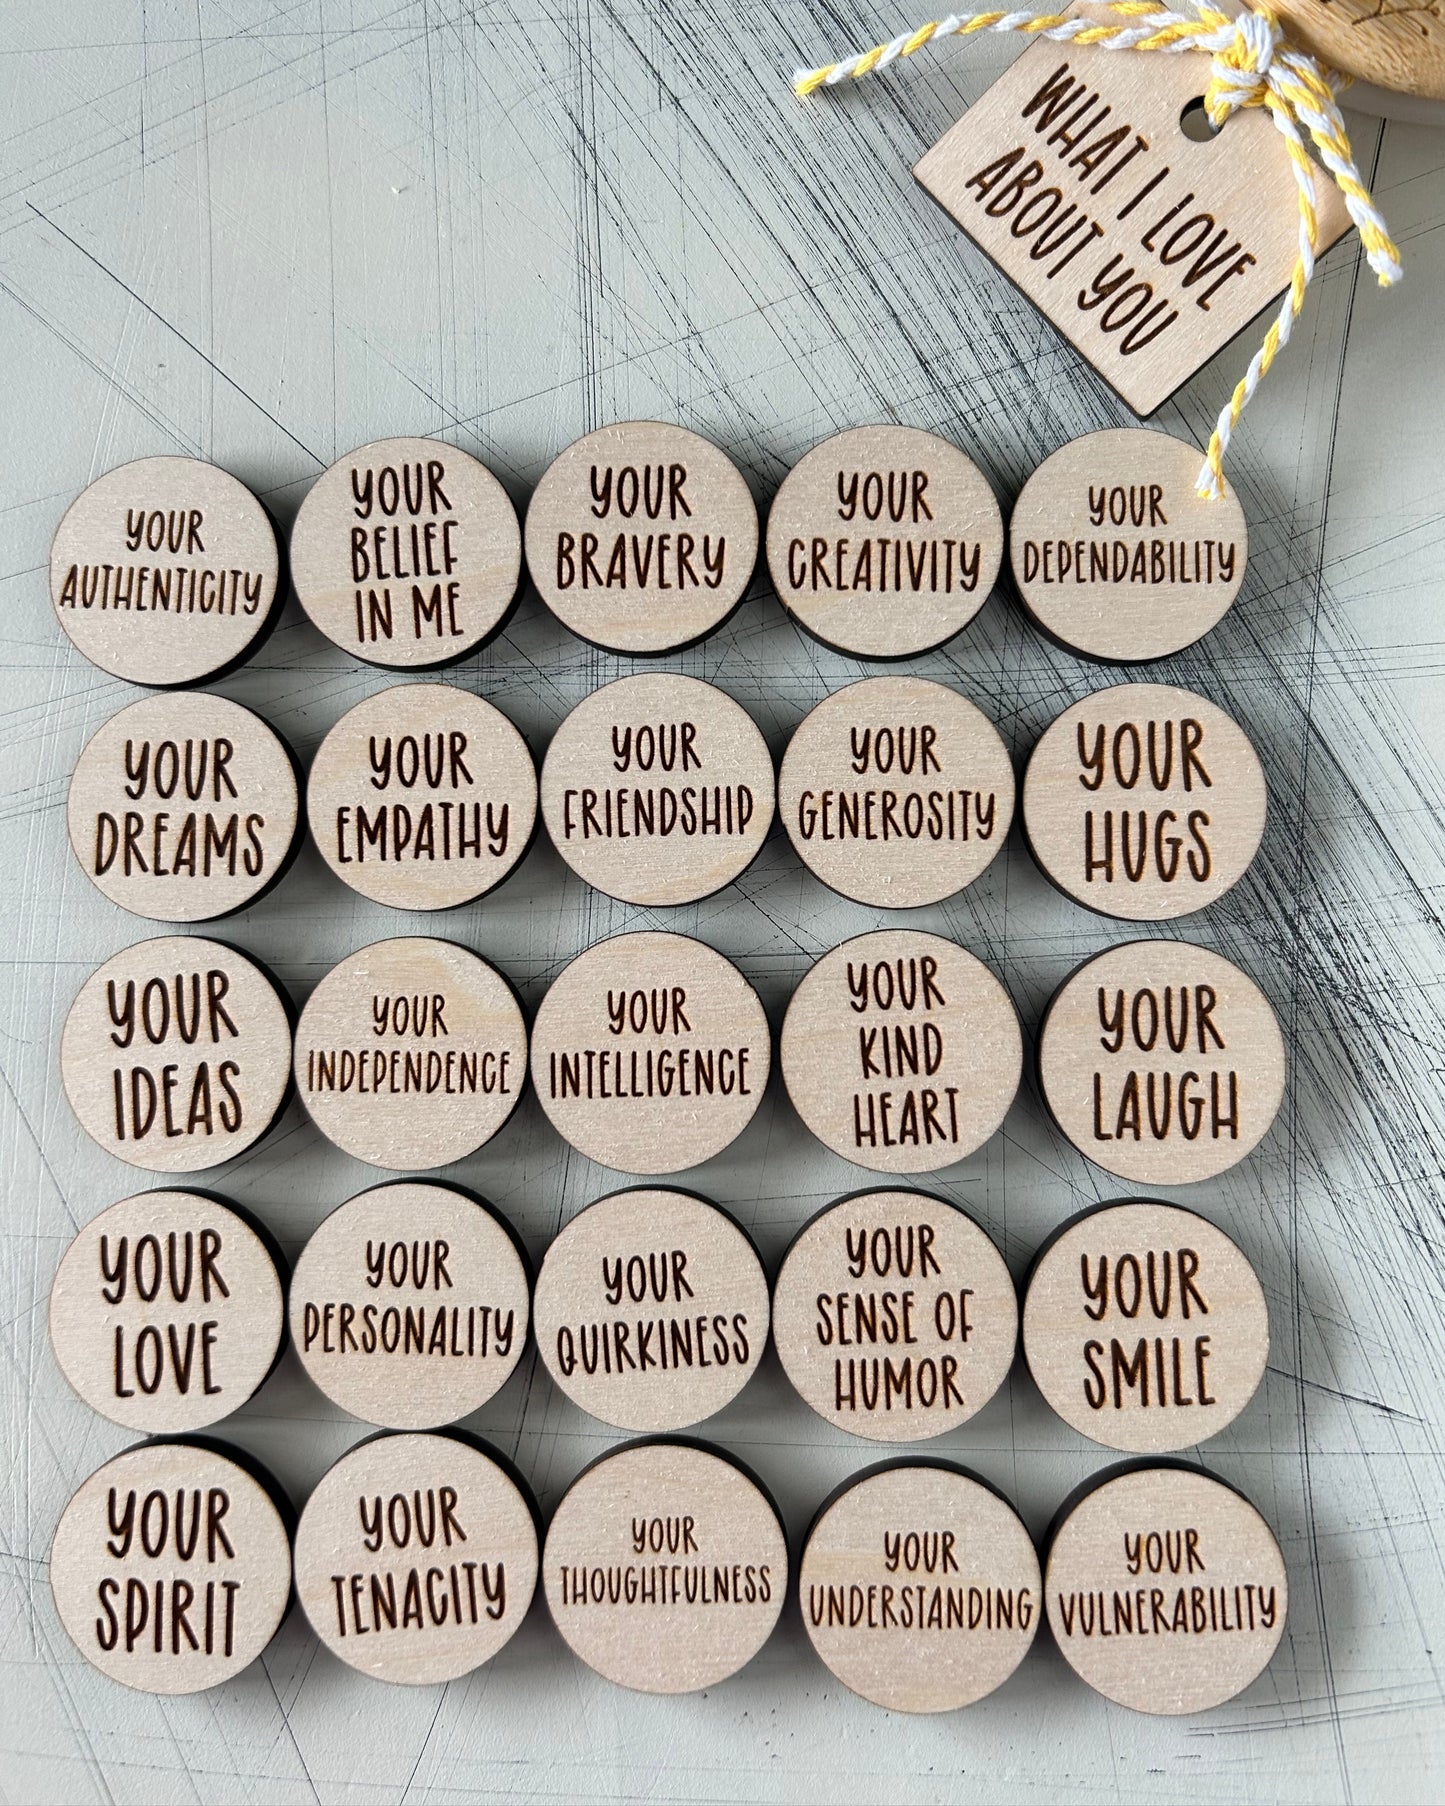 WHAT I LOVE
ABOUT YOU
YOUR
AUTHENTICITY
YOUR
BELIEF
IN ME
YOUR
BRAVERY
YOUR
CREATIVITY
YOUR
DEPENDABILITY
YOUR
DREAMS
YOUR
EMPATHY
YOUR
FRIENDSHIP
YOUR
GENEROSITY
YOUR
HUGS
YOUR
IDEAS
YOUR
INDEPENDENCE
YOUR
INTELLIGENCE
YOUR
KIND
HEART
YOUR
LAUGH
YOUR
LOVE
YOUR
PERSONALITY
YOUR
QUIRKINESS
YOUR
SENSE OF
HUMOR
YOUR
SMILE
YOUR
SPIRIT
YOUR
TENACITY
YOUR
THOUGHTFULNESS
YOUR
UNDERSTANDING
YOUR
VULNERABILITY